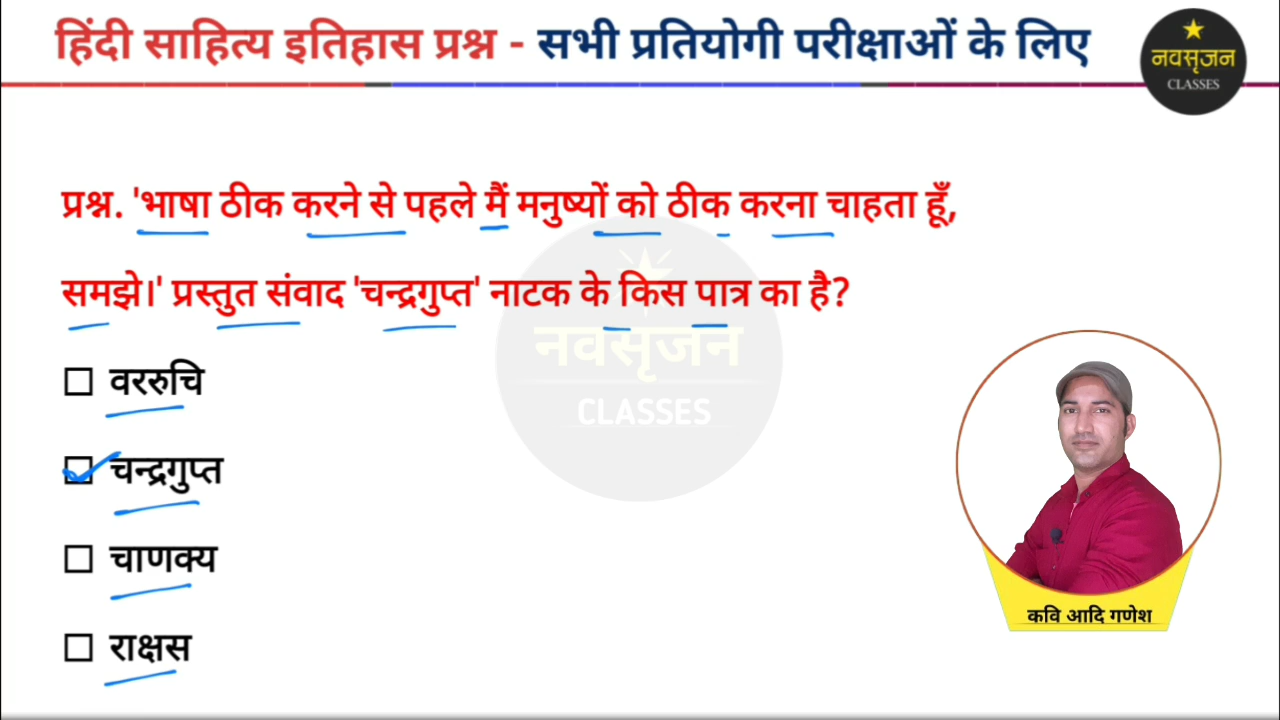 हिंदी साहित्य इतिहास प्रश्न - सभी प्रतियोगी परीक्षाओं के लिए
नवसृजन
CLASSES
प्रश्न. 'भाषा ठीक करने से पहले मैं मनुष्यों को ठीक करना चाहता हूँ,
समझे।' प्रस्तुत संवाद 'चन्द्रगुप्त' नाटक के किस पात्र का है?
नवसृजन
CLASSES
वररुचि
चन्द्रगुप्त
चाणक्य
राक्षस
कवि आदि गणेश